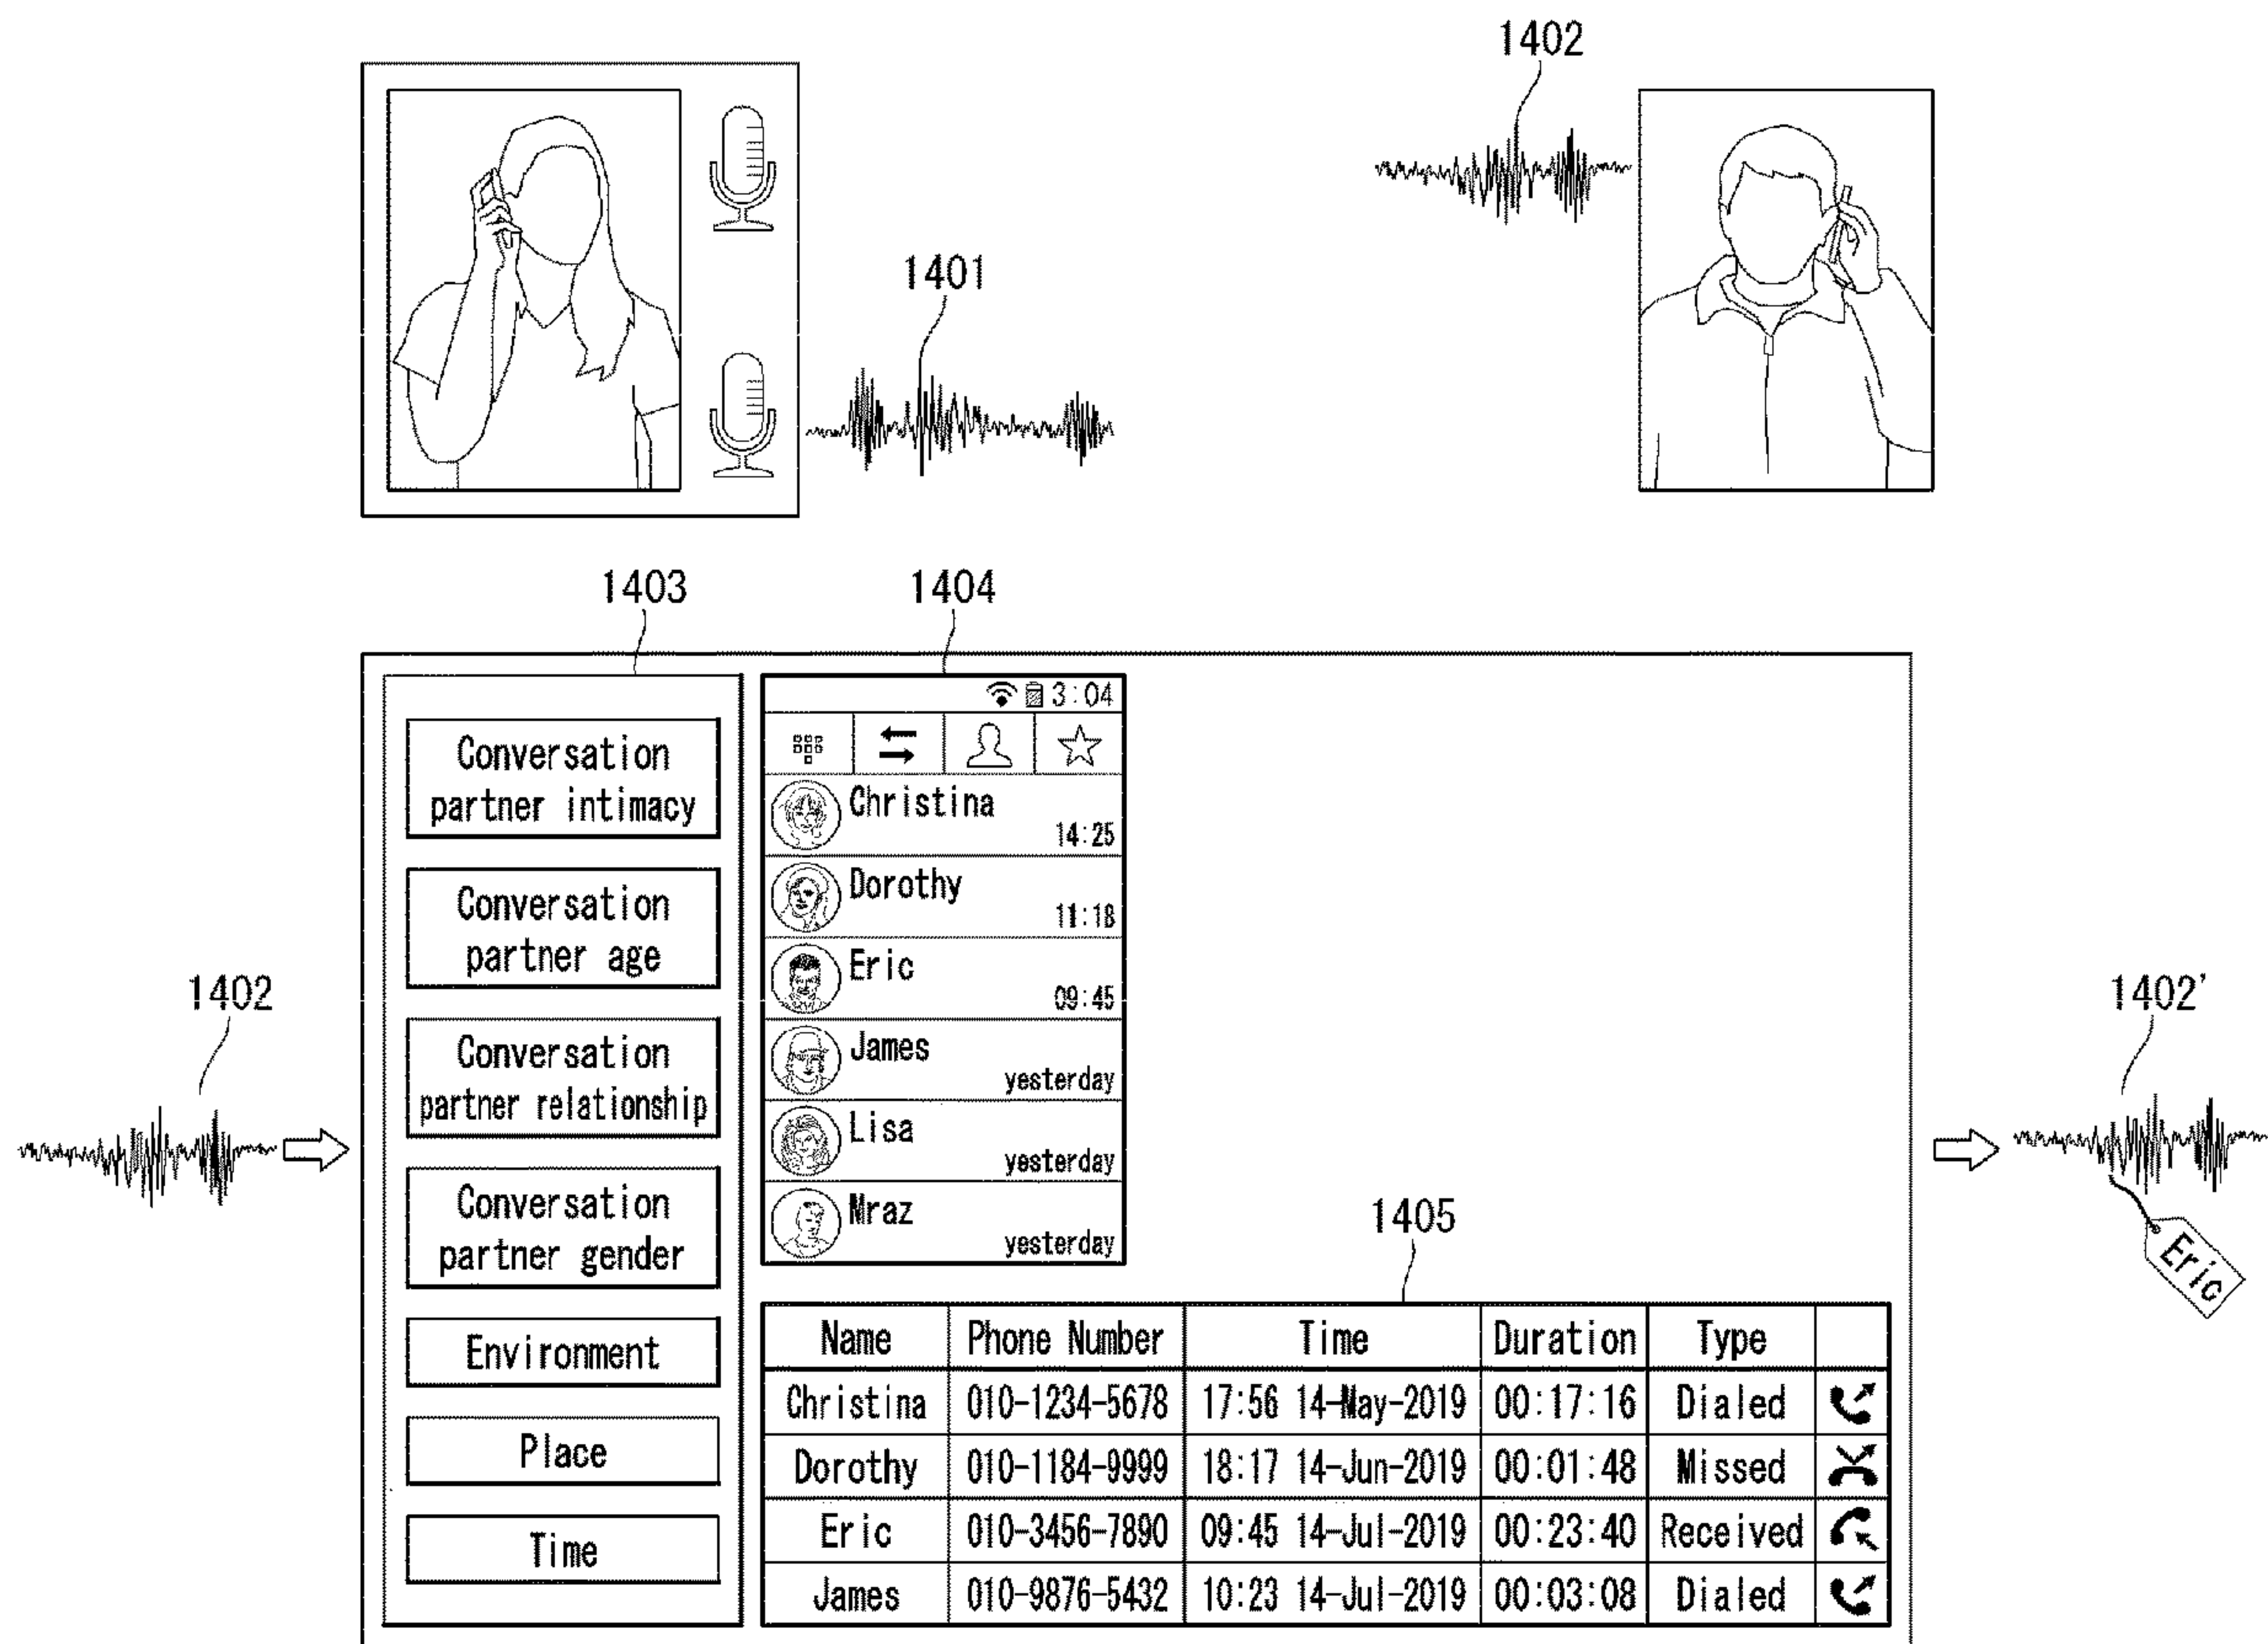 1402
1401
1403
1404
3:04
Conversation
partner intimacy
Christina
14:25
Conversation
partner age
Dorothy
11:18
Eric
09:45
1402
1402'
Conversation
partner relationship
James
yesterday
Lisa
yesterday
Conversation
partner gender
Mraz
yesterday
1405
Eric
Environment
Place
Time
Name Phone Number Time Duration Type
Christina 010-1234-5678 17:56 14-May-2019 00:17:16 Dialed
Dorothy 010-1184-9999 18:17 14-Jun-2019 00:01:48 Missed
Eric 010-3456-7890 09:45 14-Jul-2019 00:23:40 Received
James 010-9876-5432 10:23 14-Jul-2019 00:03:08 Dialed